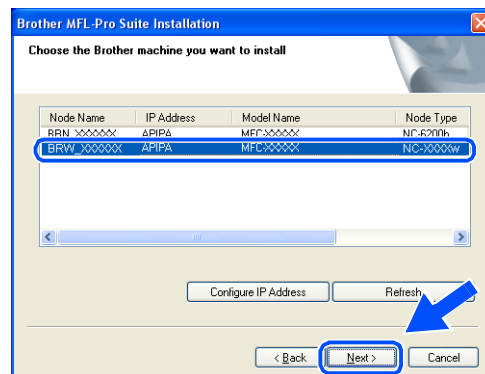 Brother MFL-Pro Suite Installation
Choose the Brother machine you want to install
Node Name IP Address Model Name Node Type
BRN_XXXXXX APIPA MFC-XXXXX NC-6200h
BRW_XXXXXX APIPA MFC-XXXXX NC-XXXXw
Configure IP Address Refresh
< Back Next > Cancel